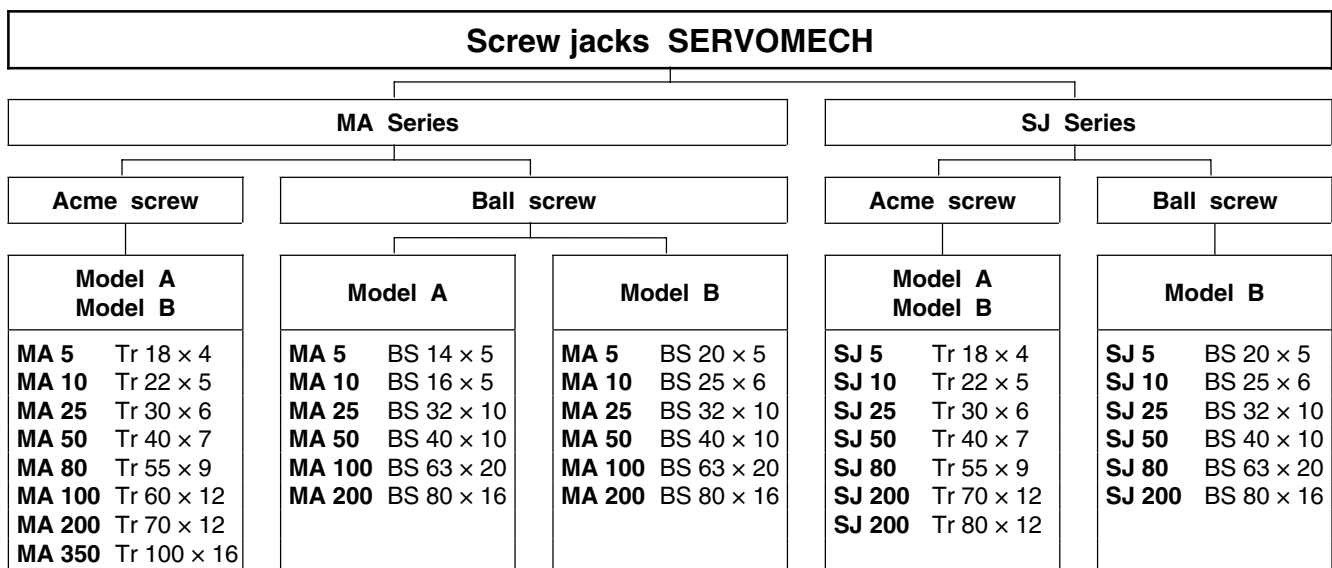 Screw jacks SERVOMECH
MA Series
SJ Series
Acme screw
Ball screw
Acme screw
Ball screw
Model A
Model B
MA 5 Tr 18 × 4
MA 10 Tr 22 × 5
MA 25 Tr 30 × 6
MA 50 Tr 40 × 7
MA 80 Tr 55 × 9
MA 100 Tr 60 × 12
MA 200 Tr 70 × 12
MA 350 Tr 100 × 16
Model A
MA 5 BS 14 × 5
MA 10 BS 16 × 5
MA 25 BS 32 × 10
MA 50 BS 40 × 10
MA 100 BS 63 × 20
MA 200 BS 80 × 16
Model B
MA 5 BS 20 × 5
MA 10 BS 25 × 6
MA 25 BS 32 × 10
MA 50 BS 40 × 10
MA 100 BS 63 × 20
MA 200 BS 80 × 16
Model A
Model B
SJ 5 Tr 18 × 4
SJ 10 Tr 22 × 5
SJ 25 Tr 30 × 6
SJ 50 Tr 40 × 7
SJ 80 Tr 55 × 9
SJ 200 Tr 70 × 12
SJ 200 Tr 80 × 12
Model B
SJ 5 BS 20 × 5
SJ 10 BS 25 × 6
SJ 25 BS 32 × 10
SJ 50 BS 40 × 10
SJ 80 BS 63 × 20
SJ 200 BS 80 × 16